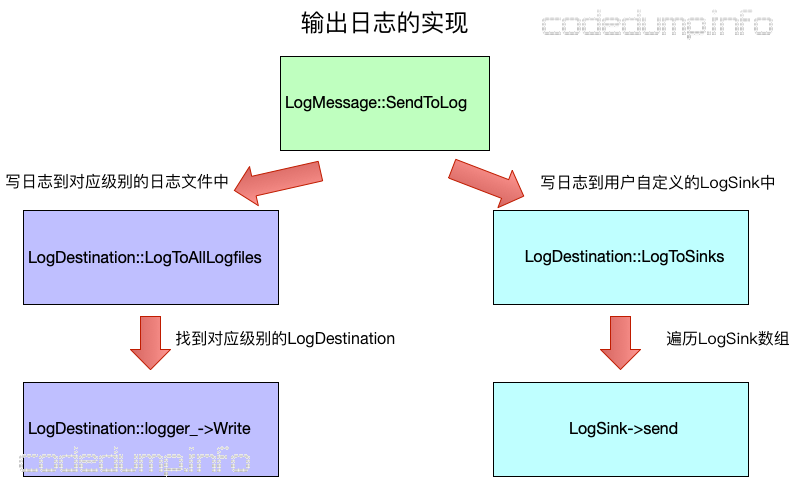 输出日志的实现
codedump.info
LogMessage::SendToLog
写日志到对应级别的日志文件中
写日志到用户自定义的LogSink中
LogDestination::LogToAllLogfiles
LogDestination::LogToSinks
找到对应级别的LogDestination
遍历LogSink数组
LogDestination::logger_->Write
LogSink->send
codedump.info